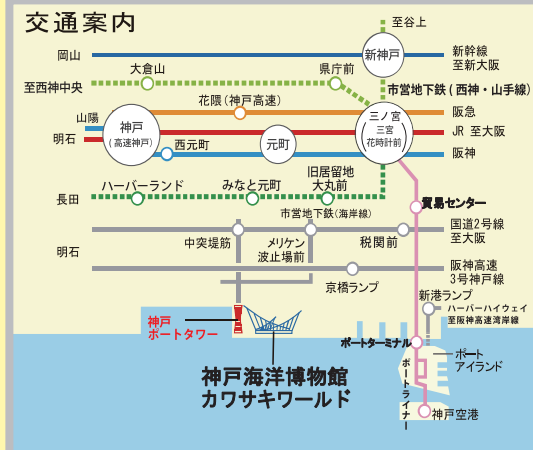 交通案内
至谷上
岡山
新神戸
新幹線
至新大阪
大倉山
県庁前
至西神中央
市営地下鉄(西神・山手線)
花隈(神戸高速)
山陽
三ノ宮
阪急
神戸
(高速神戸)
元町
三宮
花時計前
JR 至大阪
明石
西元町
阪神
旧居留地
大丸前
ハーバーランド
みなと元町
長田
貿易センター
市営地下鉄(海岸線)
国道2号線
至大阪
中突堤筋
メリケン
波止場前
税関前
明石
阪神高速
3号神戸線
京橋ランプ
新港ランプ
ハーバーハイウェイ
至阪神高速湾岸線
神戸
ポートタワー
ポートターミナル
ポート
アイランド
神戸海洋博物館
カワサキワールド
ポートライナー
神戸空港